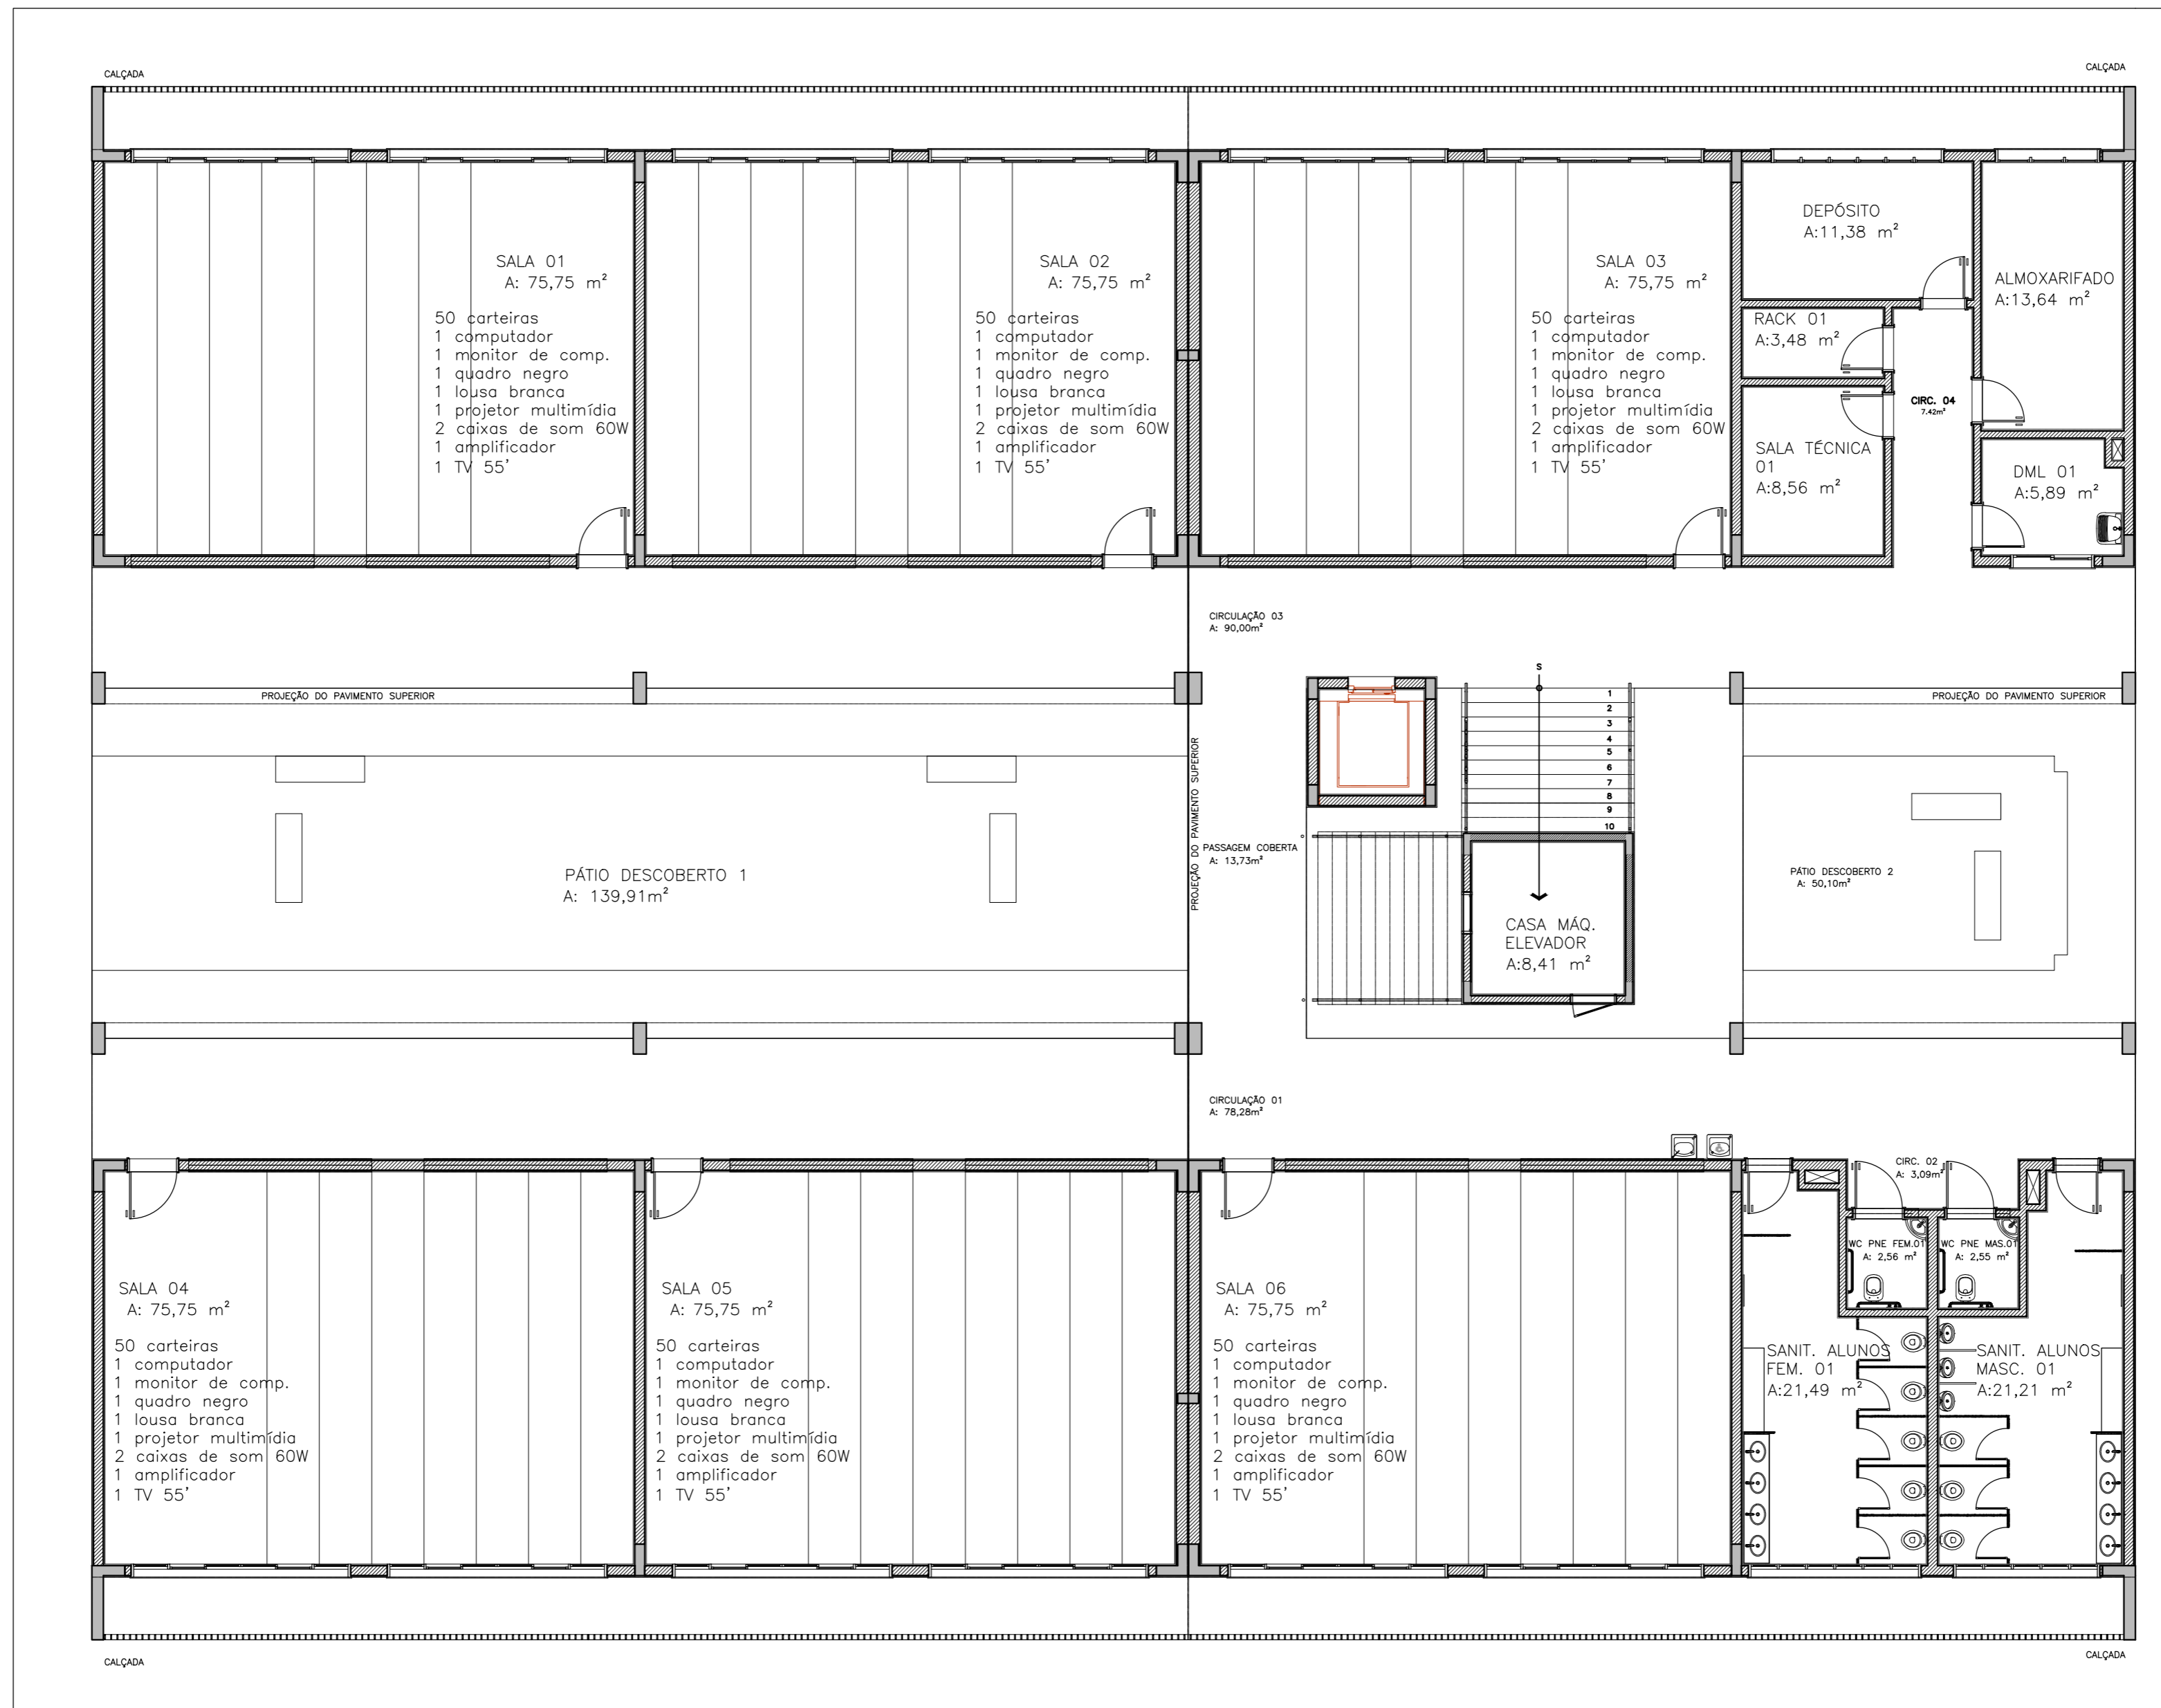 CALÇADA
CALÇADA
SALA 01
A: 75,75 m²
50 carteiras
1 computador
1 monitor de comp.
1 quadro negro
1 lousa branca
1 projetor multimídia
2 caixas de som 60W
1 amplificador
1 TV 55'
SALA 02
A: 75,75 m²
50 carteiras
1 computador
1 monitor de comp.
1 quadro negro
1 lousa branca
1 projetor multimídia
2 caixas de som 60W
1 amplificador
1 TV 55'
SALA 03
A: 75,75 m²
50 carteiras
1 computador
1 monitor de comp.
1 quadro negro
1 lousa branca
1 projetor multimídia
2 caixas de som 60W
1 amplificador
1 TV 55'
DEPÓSITO
A:11,38 m²
ALMOXARIFADO
A:13,64 m²
RACK 01
A:3,48 m²
CIRC. 04
7.42m²
SALA TÉCNICA
01
A:8,56 m²
DML 01
A:5,89 m²
CIRCULAÇÃO 03
A: 90,00m²
PROJEÇÃO DO PAVIMENTO SUPERIOR
S
1
2
3
4
5
6
7
8
9
10
PROJEÇÃO DO PAVIMENTO SUPERIOR
PROJEÇÃO DO PAVIMENTO SUPERIOR
PASSAGEM COBERTA
A: 13,73m²
PÁTIO DESCOBERTO 1
A: 139,91m²
CASA MÁQ.
ELEVADOR
A:8,41 m²
PÁTIO DESCOBERTO 2
A: 50,10m²
CIRCULAÇÃO 01
A: 78,28m²
CIRC. 02
A: 3,09m²
WC PNE FEM.01
A: 2,56 m²
WC PNE MAS.01
A: 2,55 m²
SALA 04
A: 75,75 m²
50 carteiras
1 computador
1 monitor de comp.
1 quadro negro
1 lousa branca
1 projetor multimídia
2 caixas de som 60W
1 amplificador
1 TV 55'
SALA 05
A: 75,75 m²
50 carteiras
1 computador
1 monitor de comp.
1 quadro negro
1 lousa branca
1 projetor multimídia
2 caixas de som 60W
1 amplificador
1 TV 55'
SALA 06
A: 75,75 m²
50 carteiras
1 computador
1 monitor de comp.
1 quadro negro
1 lousa branca
1 projetor multimídia
2 caixas de som 60W
1 amplificador
1 TV 55'
SANIT. ALUNOS
FEM. 01
A:21,49 m²
SANIT. ALUNOS
MASC. 01
A:21,21 m²
CALÇADA
CALÇADA